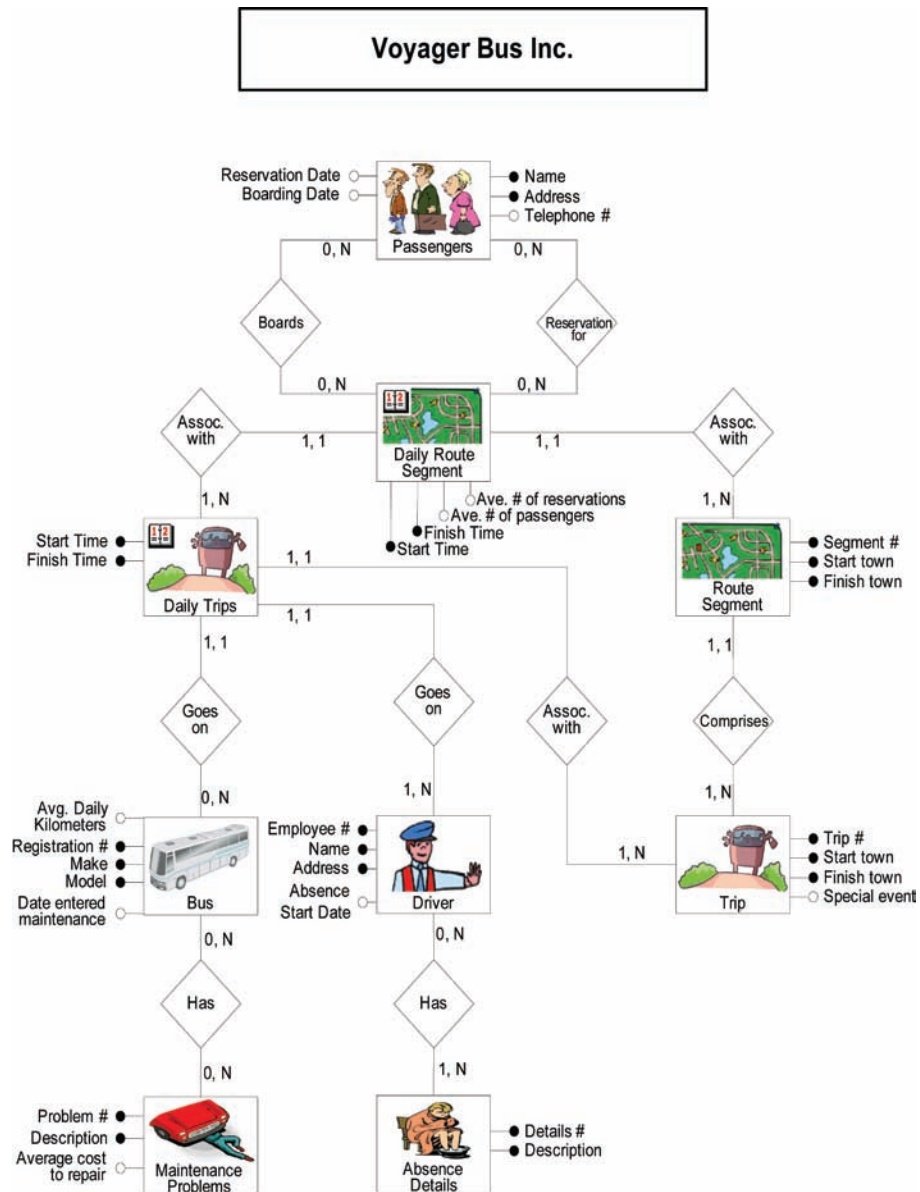 Voyager Bus Inc.
Reservation Date
Boarding Date
Name
Address
Telephone #
Passengers
0, N
0, N
Boards
Reservation
for
0, N
0, N
1 2
Assoc.
with
1, 1
1, 1
Assoc.
with
Daily Route
Segment
1, N
1, N
Ave. # of reservations
Ave. # of passengers
Finish Time
Start Time
Start Time
Finish Time
1 2
Daily Trips
1, 1
1, 1
Segment #
Start town
Finish town
Route
Segment
1, 1
1, 1
Goes
on
Goes
on
Assoc.
with
Comprises
0, N
1, N
1, N
1, N
Avg. Daily
Kilometers
Registration #
Make
Model
Date entered
maintenance
Bus
Employee #
Name
Address
Absence
Start Date
Driver
Trip #
Start town
Finish town
Special event
Trip
0, N
0, N
Has
Has
0, N
1, N
Problem #
Description
Average cost
to repair
Maintenance
Problems
Details #
Description
Absence
Details